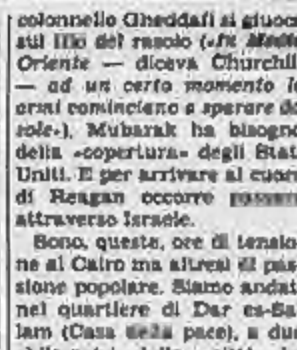 colonnello Gheddafi si giuoca
sul filo del rasoio («In Medio
Oriente — diceva Churchill
— ad un certo momento le
armi cominciano a sparare da
sole»). Mubarak ha bisogno
della «copertura» degli Stati
Uniti. E per arrivare al cuore
di Reagan occorre passare
attraverso Israele.
Sono, queste, ore di tensio-
ne al Cairo ma altresì di pas-
sione popolare. Siamo andati
nel quartiere di Dar es-Sa-
lam (Casa della pace), a due